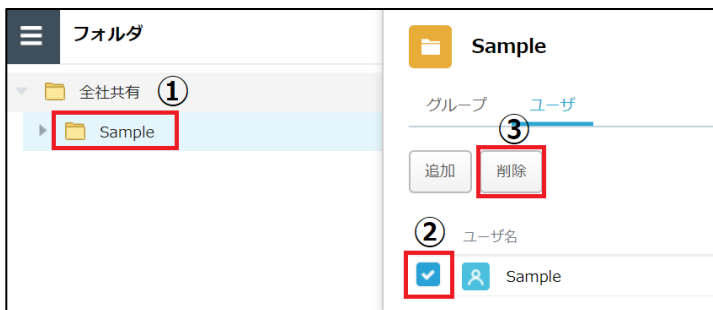 フォルダ
全社共有 ①
Sample
Sample
グループ ユーザ
③
追加 削除
② ユーザ名
Sample